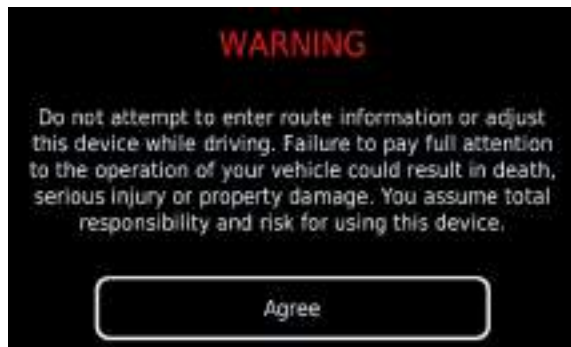 WARNING
Do not attempt to enter route information or adjust
this device while driving. Failure to pay full attention
to the operation of your vehicle could result in death,
serious injury or property damage. You assume total
responsibility and risk for using this device.
Agree